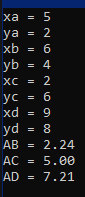 xa = 5
ya = 2
xb = 6
yb = 4
xc = 2
yc = 6
xd = 9
yd = 8
AB = 2.24
AC = 5.00
AD = 7.21